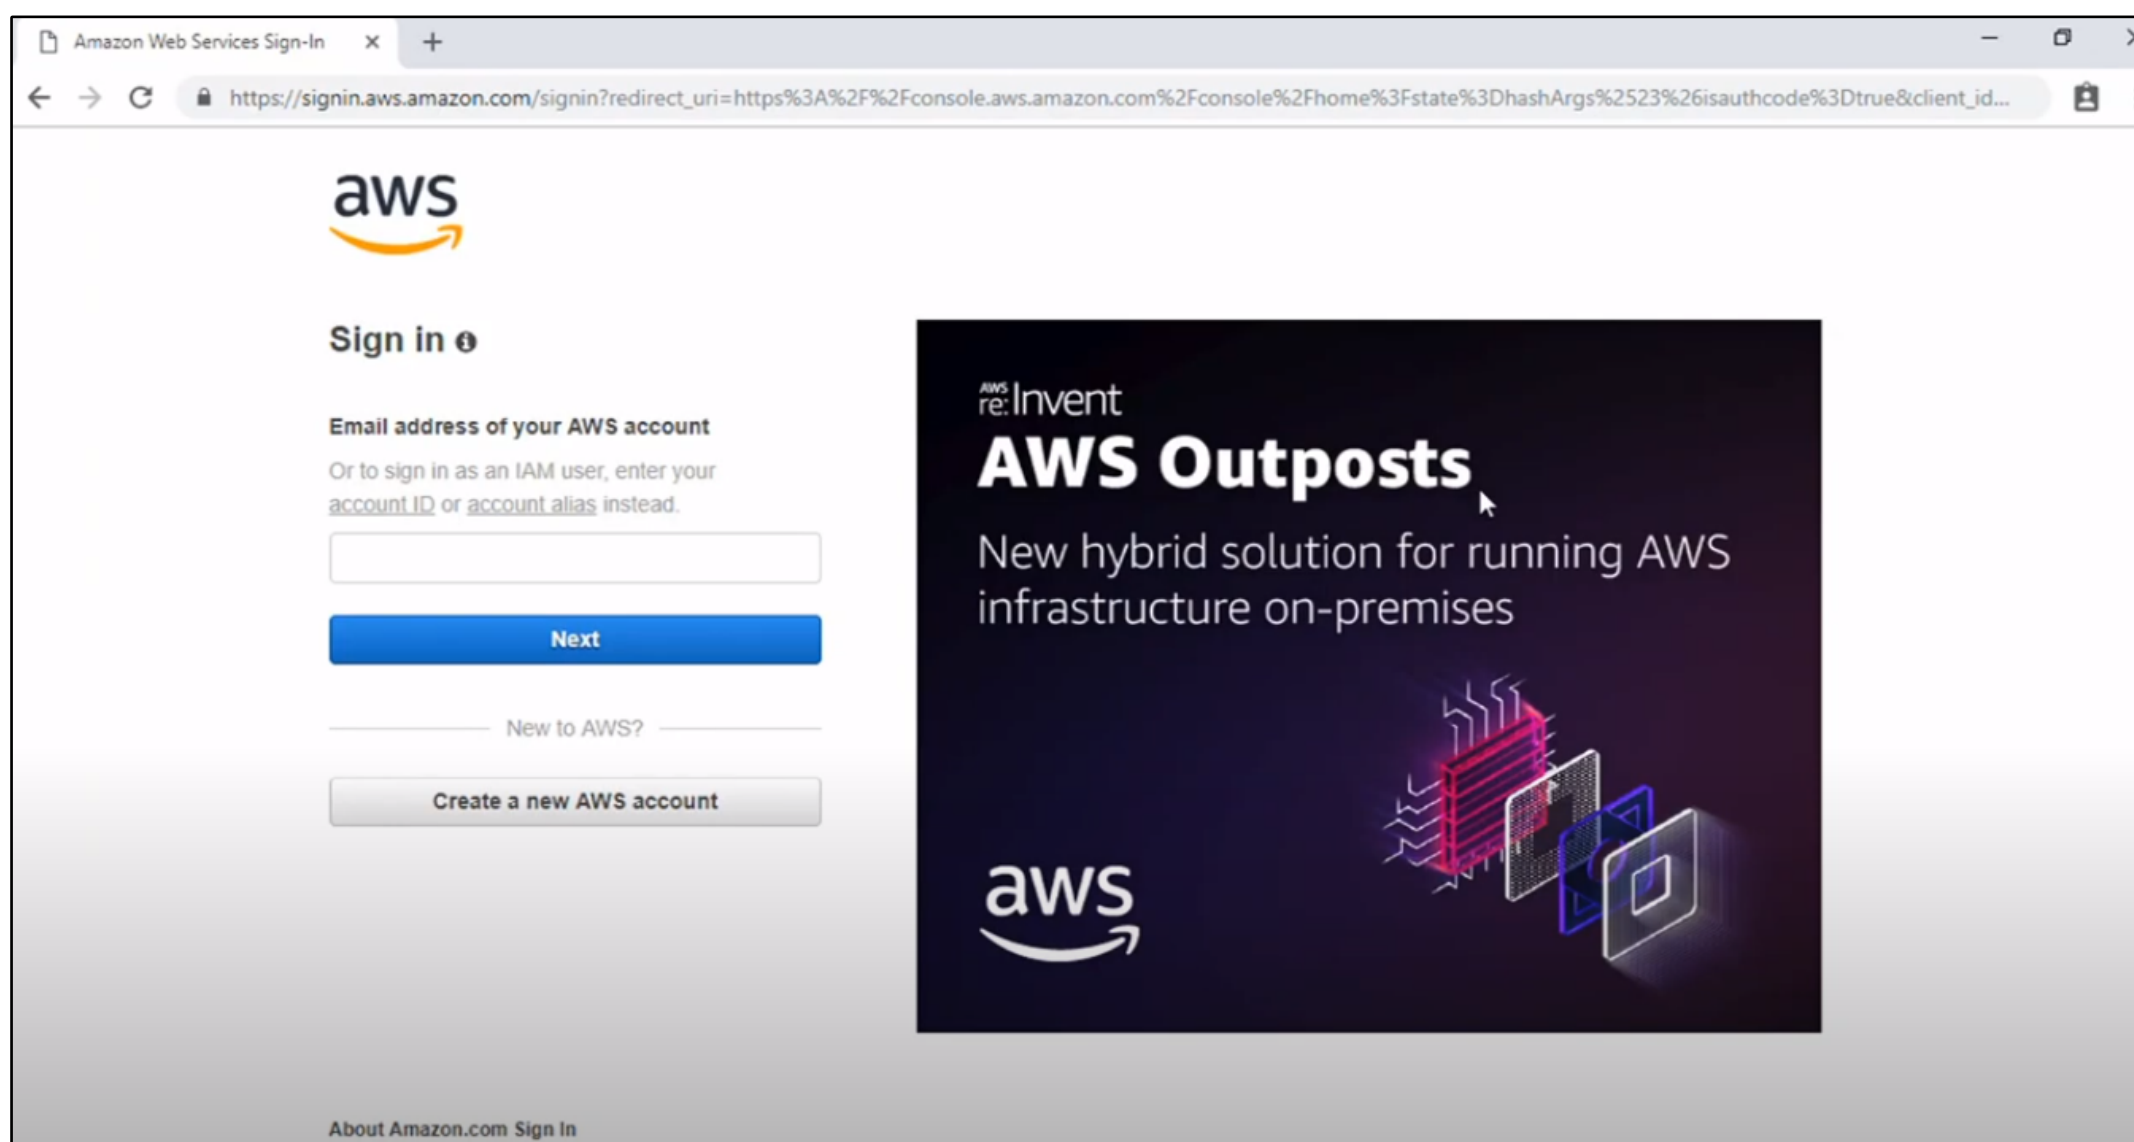 Amazon Web Services Sign-In
https://signin.aws.amazon.com/signin?redirect_uri=https%3A%2F%2Fconsole.aws.amazon.com%2Fconsole%2Fhome%3Fstate%3DhashArgs%2523%26isauthcode%3Dtrue&client_id...
aws
Sign in
Email address of your AWS account
Or to sign in as an IAM user, enter your
account ID or account alias instead.
Next
New to AWS?
Create a new AWS account
AWS
re:Invent
AWS Outposts
New hybrid solution for running AWS
infrastructure on-premises
aws
About Amazon.com Sign In